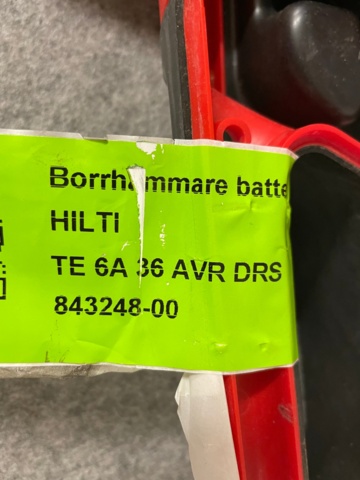 Borrhammare batte
HILTI
TE 6A 36 AVR DRS
843248-00